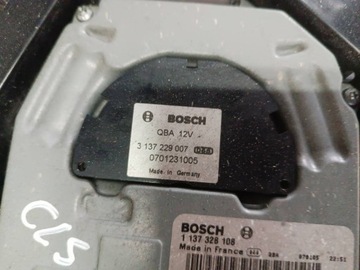 BOSCH
QBA 12V
3 137 229 007
0701231005
Made in Germany
CLS
BOSCH
1 137 328 108
Made in France